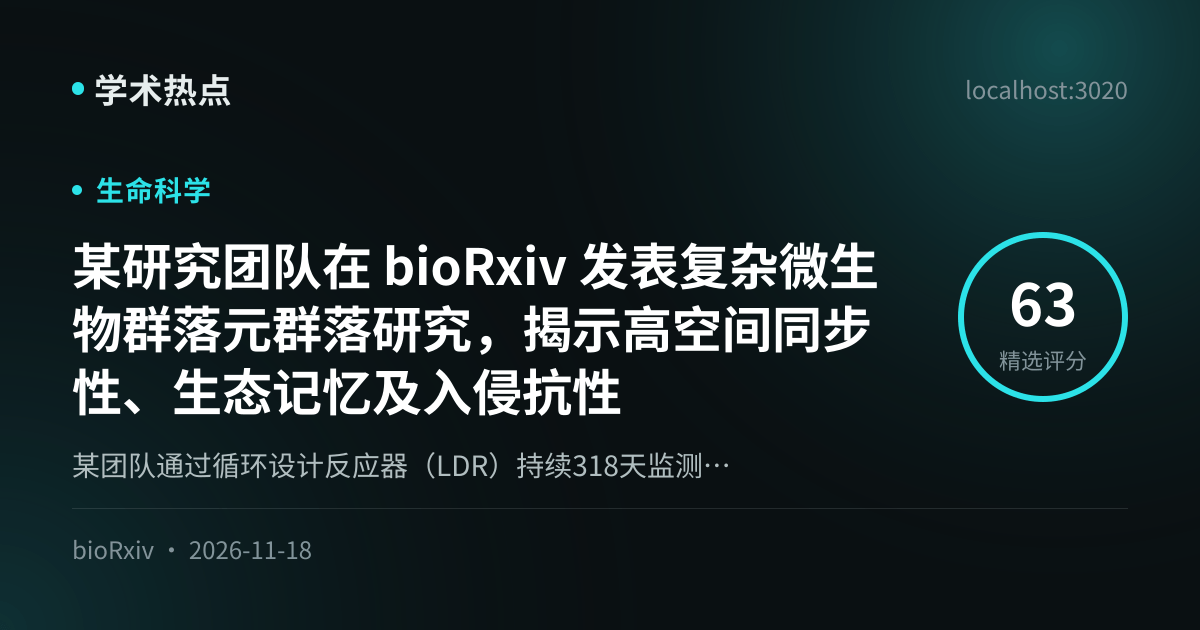 学术热点
localhost:3020
生命科学
某研究团队在 bioRxiv 发表复杂微生
物群落元群落研究，揭示高空间同步
性、生态记忆及入侵抗性
63
精选评分
某团队通过循环设计反应器（LDR）持续318天监测…
bioRxiv · 2026-11-18